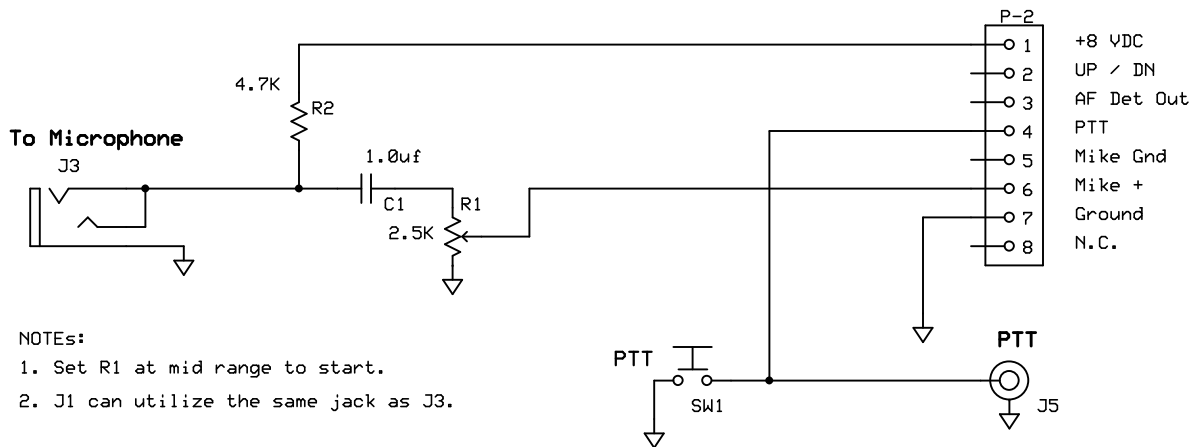 P-2
1 +8 VDC
2 UP / DN
3 AF Det Out
4 PTT
5 Mike Gnd
6 Mike +
7 Ground
8 N.C.
4.7K
R2
To Microphone
J3
1.0uf
C1
R1
2.5K
NOTEs:
1. Set R1 at mid range to start.
2. J1 can utilize the same jack as J3.
PTT
SW1
PTT
J5